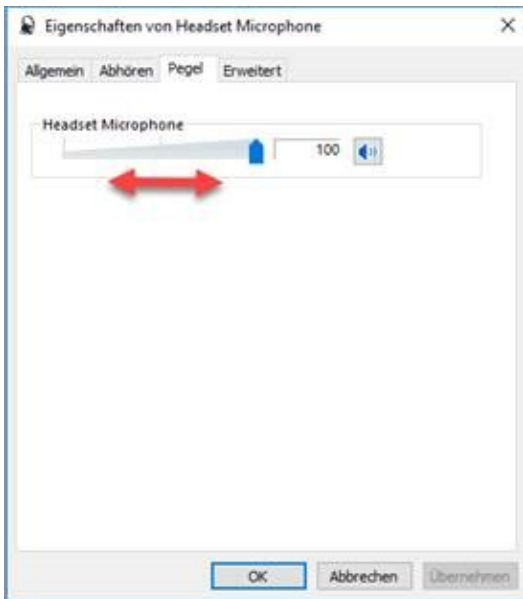 Eigenschaften von Headset Microphone
Allgemein Abhören Pegel Erweitert
Headset Microphone
100
OK Abbrechen Übernehmen